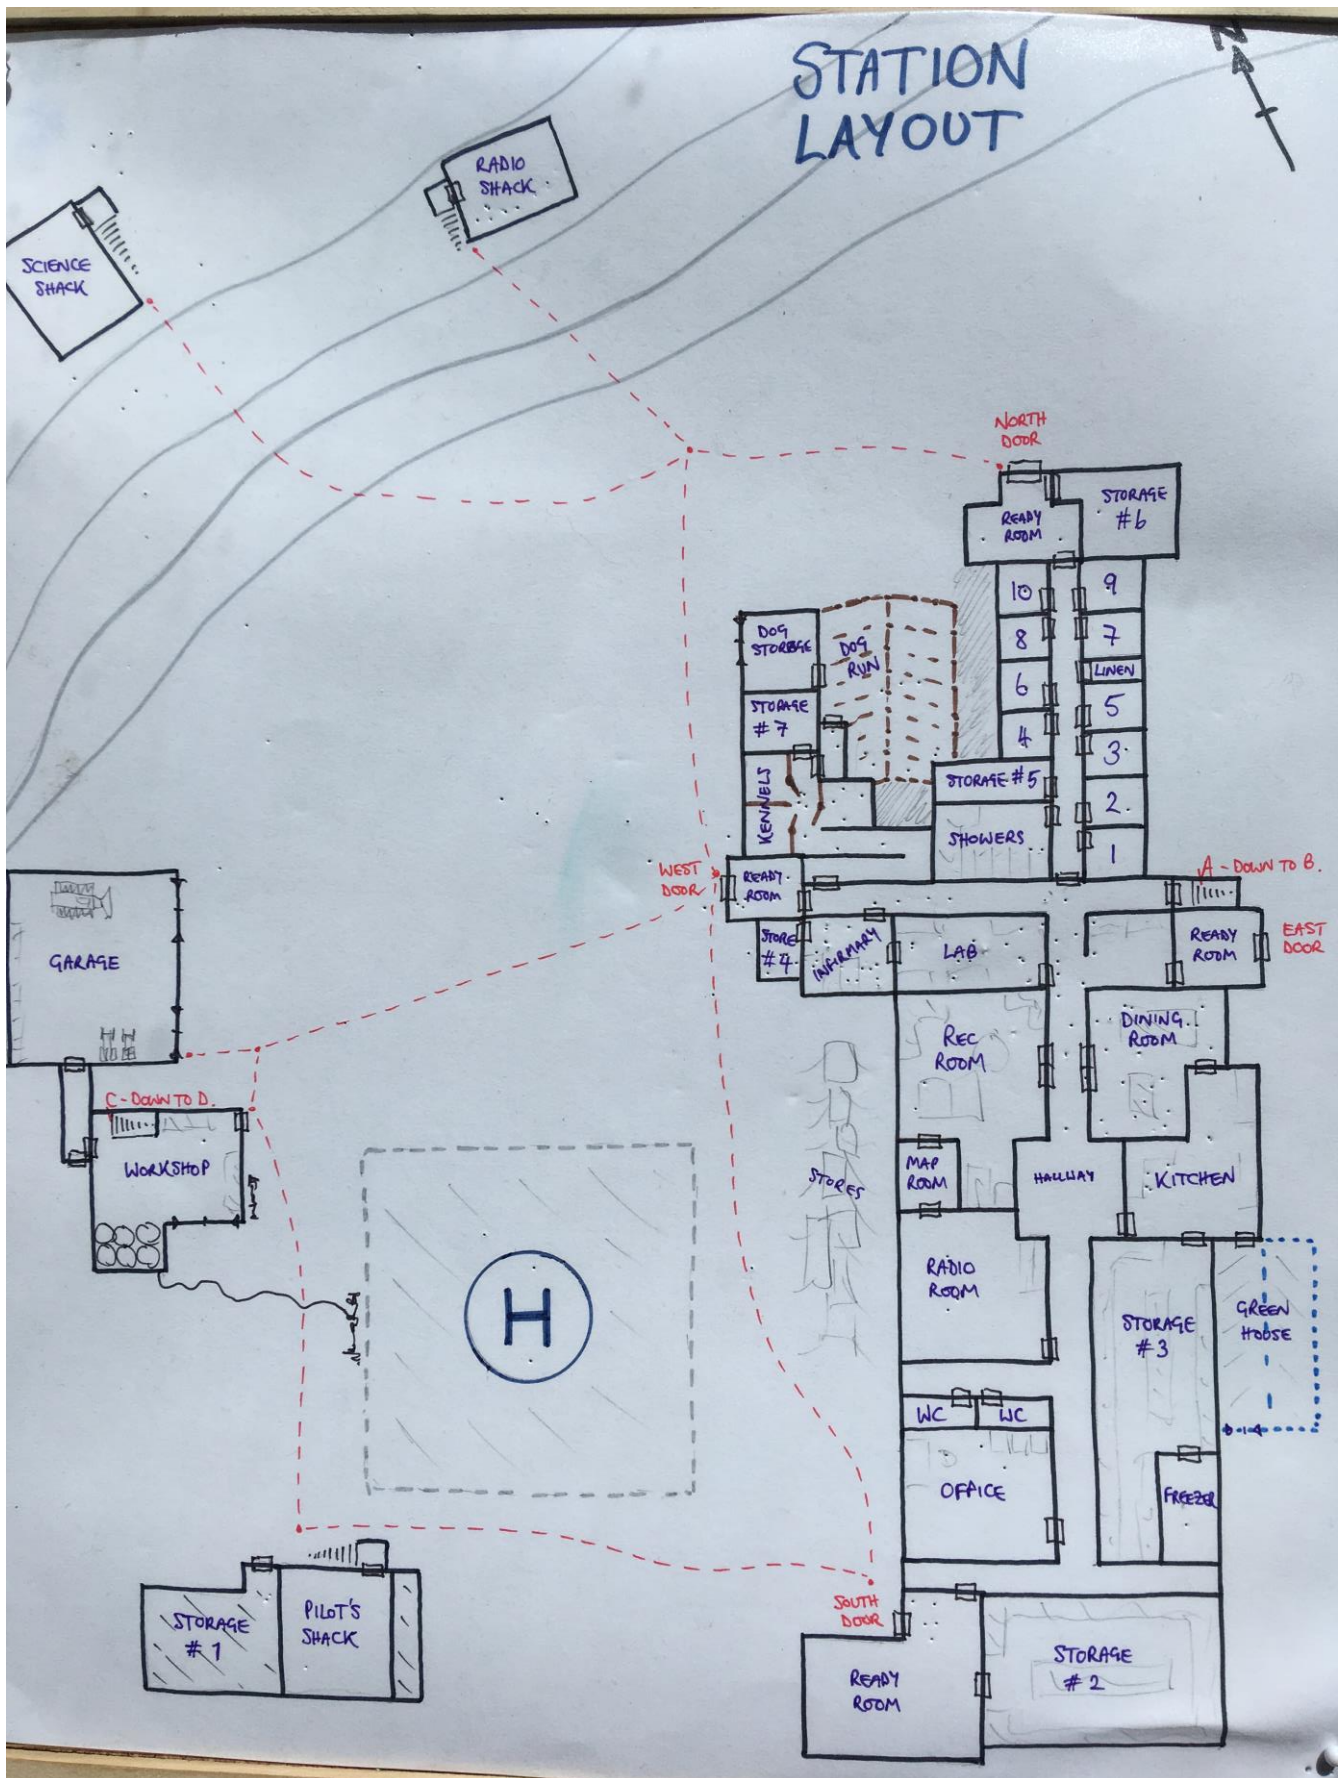 STATION
LAYOUT
N
RADIO
SHACK
SCIENCE
SHACK
NORTH
DOOR
STORAGE
#6
READY
ROOM
10
9
8
7
LINEN
6
5
4
3
2
1
DOG
STORAGE
DOG
RUN
STORAGE
#7
KENNELS
STORAGE #5
SHOWERS
WEST
DOOR
READY
ROOM
A - DOWN TO B.
STORE
#4
INFIRMARY
LAB
READY
ROOM
EAST
DOOR
GARAGE
REC
ROOM
DINING
ROOM
C - DOWN TO D.
WORKSHOP
STORES
MAP
ROOM
HALLWAY
KITCHEN
H
RADIO
ROOM
STORAGE
#3
GREEN
HOUSE
WC
WC
OFFICE
FREEZER
SOUTH
DOOR
STORAGE
#1
PILOT'S
SHACK
READY
ROOM
STORAGE
#2